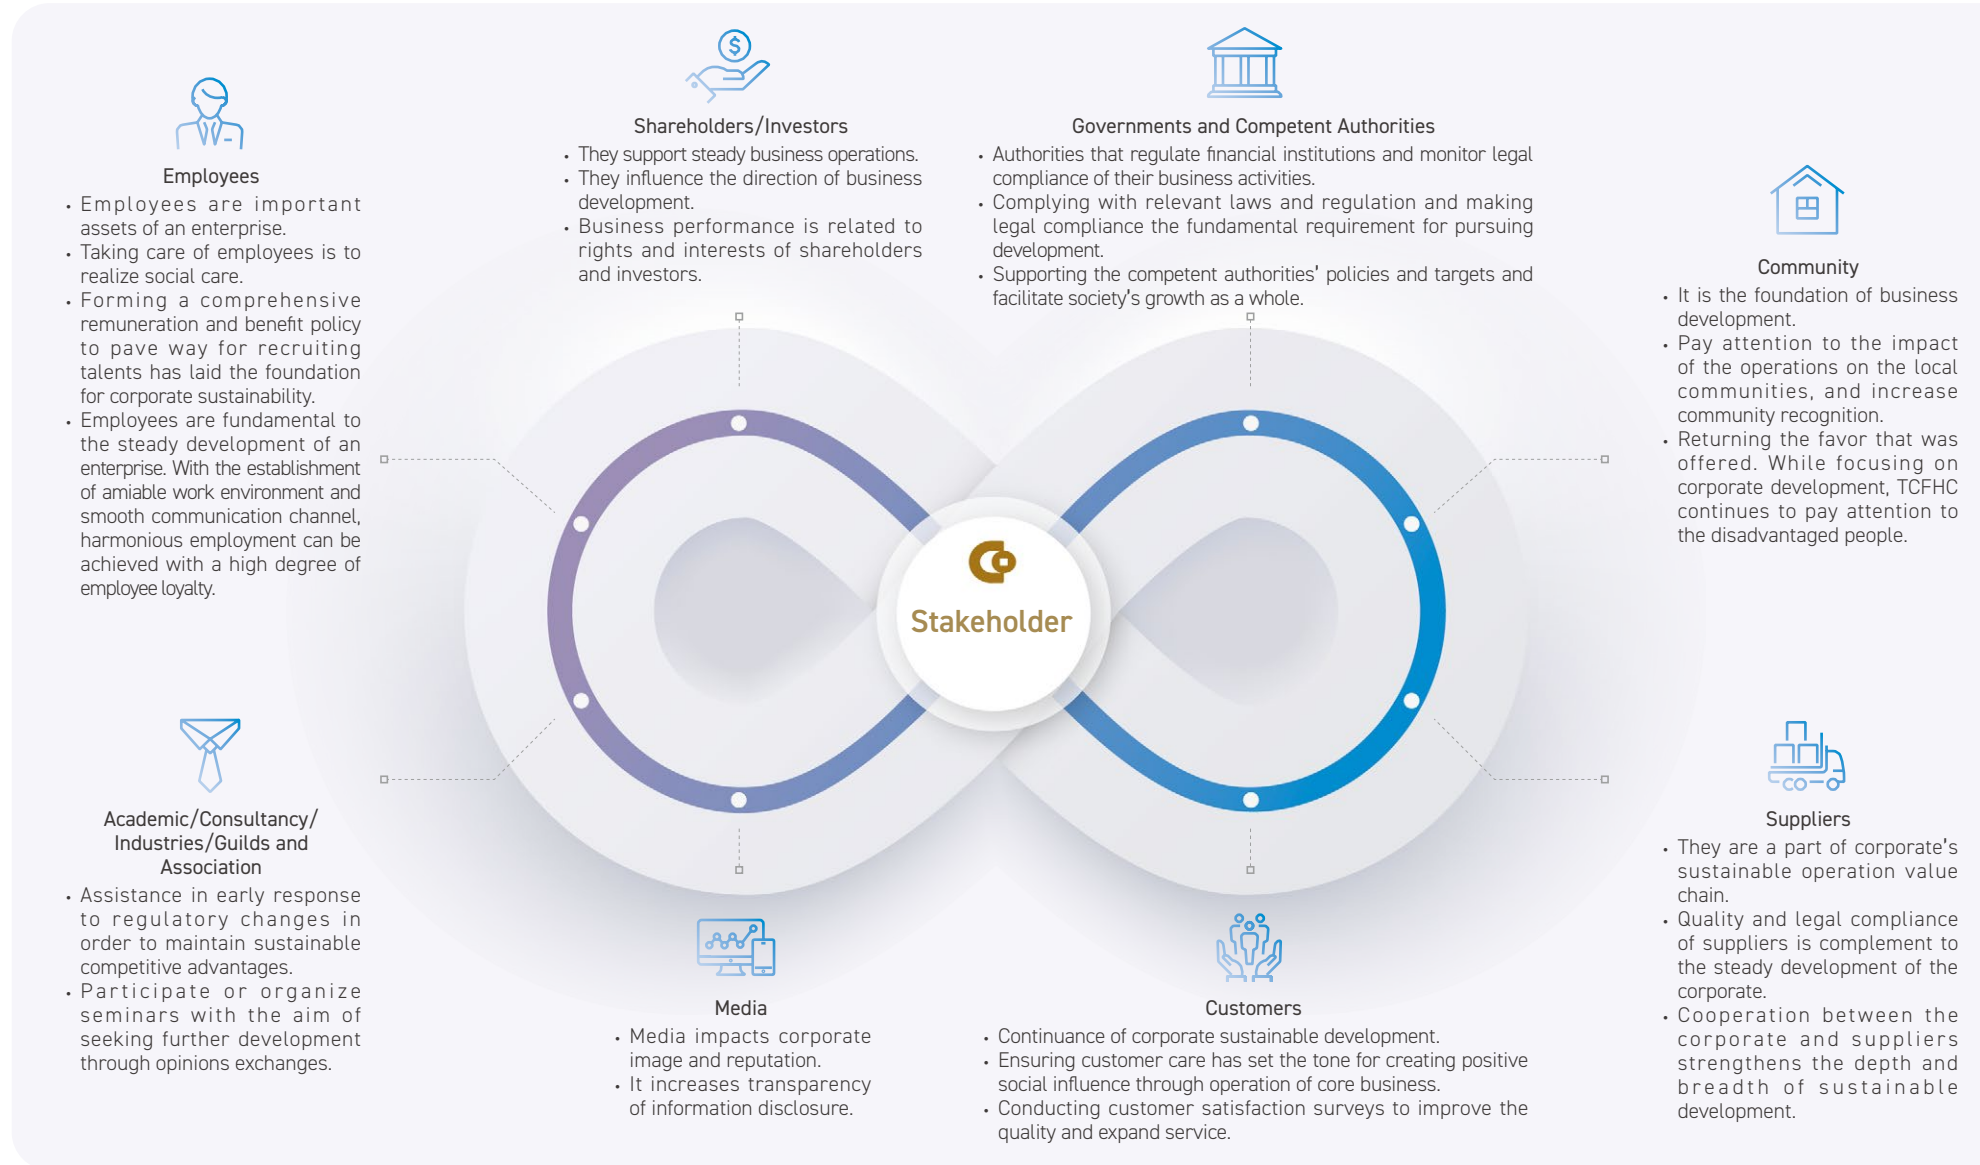 Employees
• Employees are important
assets of an enterprise.
• Taking care of employees is to
realize social care.
• Forming a comprehensive
remuneration and benefit policy
to pave way for recruiting
talents has laid the foundation
for corporate sustainability.
• Employees are fundamental to
the steady development of an
enterprise. With the establishment
of amiable work environment and
smooth communication channel,
harmonious employment can be
achieved with a high degree of
employee loyalty.
Shareholders/Investors
• They support steady business operations.
• They influence the direction of business
development.
• Business performance is related to
rights and interests of shareholders
and investors.
Governments and Competent Authorities
• Authorities that regulate financial institutions and monitor legal
compliance of their business activities.
• Complying with relevant laws and regulation and making
legal compliance the fundamental requirement for pursuing
development.
• Supporting the competent authorities' policies and targets and
facilitate society's growth as a whole.
Community
• It is the foundation of business
development.
• Pay attention to the impact
of the operations on the local
communities, and increase
community recognition.
• Returning the favor that was
offered. While focusing on
corporate development, TCFHC
continues to pay attention to
the disadvantaged people.
Stakeholder
Academic/Consultancy/
Industries/Guilds and
Association
• Assistance in early response
to regulatory changes in
order to maintain sustainable
competitive advantages.
• Participate or organize
seminars with the aim of
seeking further development
through opinions exchanges.
Media
• Media impacts corporate
image and reputation.
• It increases transparency
of information disclosure.
Customers
• Continuance of corporate sustainable development.
• Ensuring customer care has set the tone for creating positive
social influence through operation of core business.
• Conducting customer satisfaction surveys to improve the
quality and expand service.
Suppliers
• They are a part of corporate's
sustainable operation value
chain.
• Quality and legal compliance
of suppliers is complement to
the steady development of the
corporate.
• Cooperation between the
corporate and suppliers
strengthens the depth and
breadth of sustainable
development.